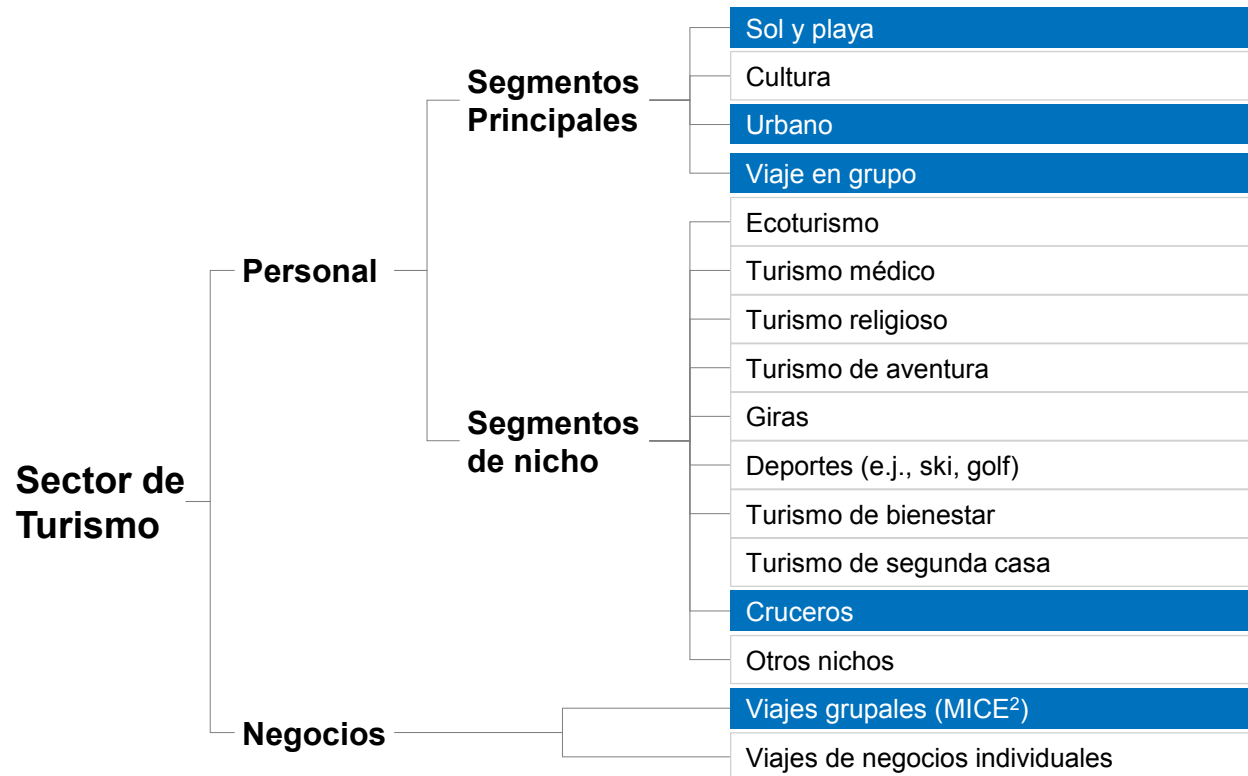 Sol y playa
Segmentos
Principales
Cultura
Urbano
Viaje en grupo
Ecoturismo
Personal
Turismo médico
Turismo religioso
Turismo de aventura
Giras
Segmentos
de nicho
Deportes (e.j., ski, golf)
Sector de
Turismo
Turismo de bienestar
Turismo de segunda casa
Cruceros
Otros nichos
Negocios
Viajes grupales (MICE²)
Viajes de negocios individuales